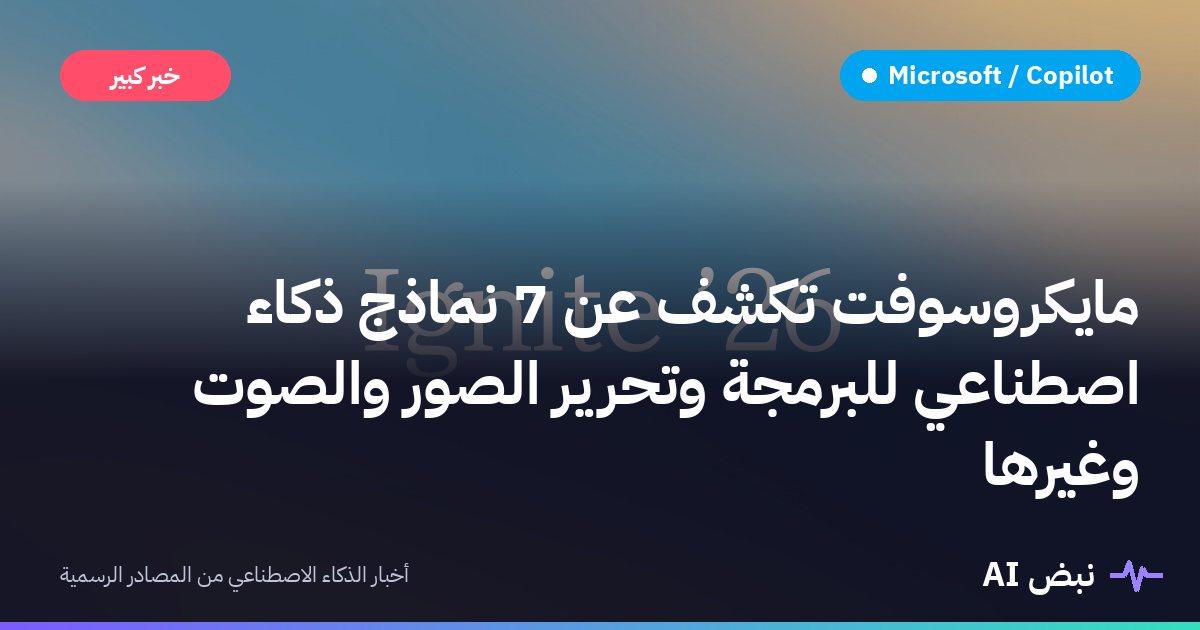 خبر كبير
Microsoft / Copilot
Ignite '26
مايكروسوفت تكشف عن 7 نماذج ذكاء
اصطناعي للبرمجة وتحرير الصور والصوت
وغيرها
نبض AI
أخبار الذكاء الاصطناعي من المصادر الرسمية